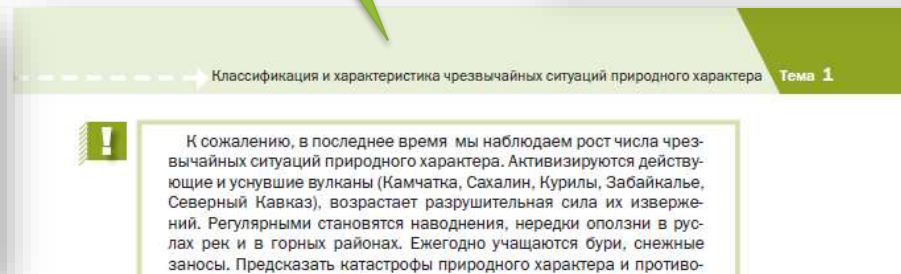 Классификация и характеристика чрезвычайных ситуаций природного характера Тема 1
!
К сожалению, в последнее время мы наблюдаем рост числа чрез-
вычайных ситуаций природного характера. Активизируются действу-
ющие и уснувшие вулканы (Камчатка, Сахалин, Курилы, Забайкалье,
Северный Кавказ), возрастает разрушительная сила их изверже-
ний. Регулярными становятся наводнения, нередки оползни в рус-
лах рек и в горных районах. Ежегодно учащаются бури, снежные
заносы. Предсказать катастрофы природного характера и противо-